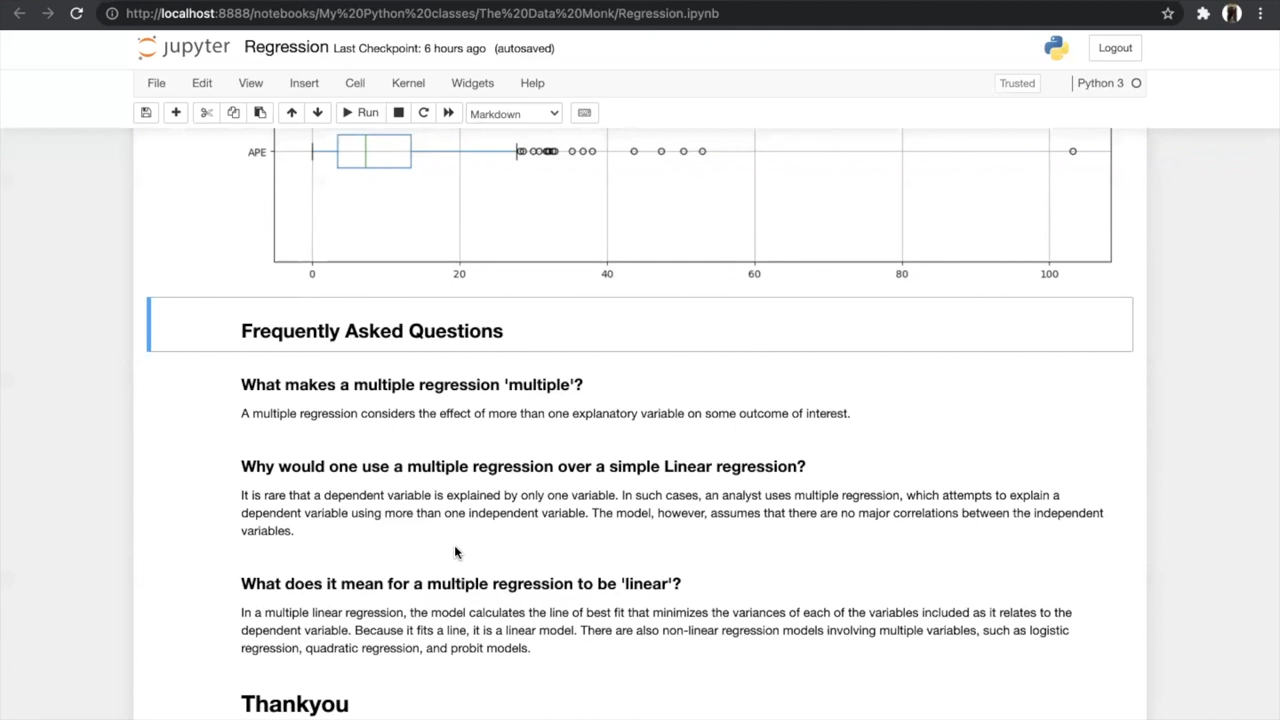 http://localhost:8888/notebooks/My%20Python%20classes/The%20Data%20Monk/Regression.ipynb
jupyter Regression Last Checkpoint: 6 hours ago (autosaved)
Logout
File Edit View Insert Cell Kernel Widgets Help
Trusted Python 3
Run Markdown
APE
0 20 40 60 80 100
Frequently Asked Questions
What makes a multiple regression 'multiple'?
A multiple regression considers the effect of more than one explanatory variable on some outcome of interest.
Why would one use a multiple regression over a simple Linear regression?
It is rare that a dependent variable is explained by only one variable. In such cases, an analyst uses multiple regression, which attempts to explain a
dependent variable using more than one independent variable. The model, however, assumes that there are no major correlations between the independent
variables.
What does it mean for a multiple regression to be 'linear'?
In a multiple linear regression, the model calculates the line of best fit that minimizes the variances of each of the variables included as it relates to the
dependent variable. Because it fits a line, it is a linear model. There are also non-linear regression models involving multiple variables, such as logistic
regression, quadratic regression, and probit models.
Thankyou